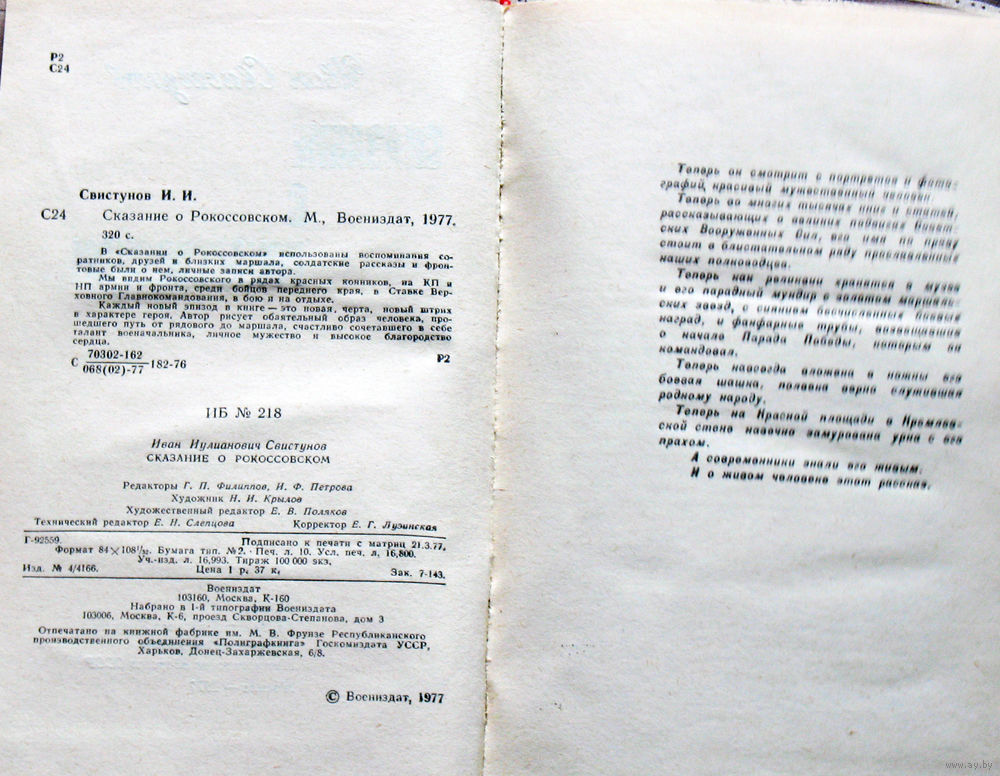 Р2
С24
Свистунов И. И.
С24 Сказание о Рокоссовском. М., Воениздат, 1977.
320 с.
В «Сказании о Рокоссовском» использованы воспоминания со-
ратников, друзей и близких маршала, солдатские рассказы и фрон-
товые были о нем, личные записи автора.
Мы видим Рокоссовского в рядах красных конников, на КП и
НП армии и фронта, среди бойцов переднего края, в Ставке Вер-
ховного Главнокомандования, в бою и на отдыхе.
Каждый новый эпизод в книге — это новая, черта, новый штрих
в характере героя. Автор рисует обаятельный образ человека, про-
шедшего путь от рядового до маршала, счастливо сочетавшего в себе
талант военачальника, личное мужество и высокое благородство
сердца.
С 70302-162/068(02)-77 182-76 Р2
ИБ № 218
Иван Иулианович Свистунов
СКАЗАНИЕ О РОКОССОВСКОМ
Редакторы Г. П. Филиппов, И. Ф. Петрова
Художник Н. И. Крылов
Художественный редактор Е. В. Поляков
Технический редактор Е. Н. Слепцова Корректор Е. Г. Лузинская
Г-92559. Подписано к печати с матриц 21.3.77.
Формат 84×108¹/₃₂. Бумага тип. №2. Печ. л. 10. Усл. печ. л. 16,800.
Уч.-изд. л. 16,993. Тираж 100 000 экз.
Изд. № 4/4166. Цена 1 р. 37 к. Зак. 7-143.
Воениздат
103160, Москва, К-160
Набрано в 1-й типографии Воениздата
103006, Москва, К-6, проезд Скворцова-Степанова, дом 3
Отпечатано на книжной фабрике им. М. В. Фрунзе Республиканского
производственного объединения «Полиграфкнига» Госкомиздата УССР,
Харьков, Донец-Захаржевская, 6/8.
© Воениздат, 1977
Теперь он смотрит с портретов и фото-
графий, красивый мужественный человек.
Теперь во многих тысячах книг и статей,
рассказывающих о великих подвигах Совет-
ских Вооруженных Сил, его имя по праву
стоит в блистательном ряду прославленных
наших полководцев.
Теперь как реликвии хранятся в музее
и его парадный мундир с золотом маршаль-
ских звезд, с сиянием бесчисленных боевых
наград, и фанфарные трубы, возвещавшие
о начале Парада Победы, которым он
командовал.
Теперь навсегда вложена в ножны его
боевая шашка, полвека верно служившая
родному народу.
Теперь на Красной площади в Кремлев-
ской стене навечно замурована урна с его
прахом.
А современники знали его живым.
И о живом человеке этот рассказ.
www.ay.by